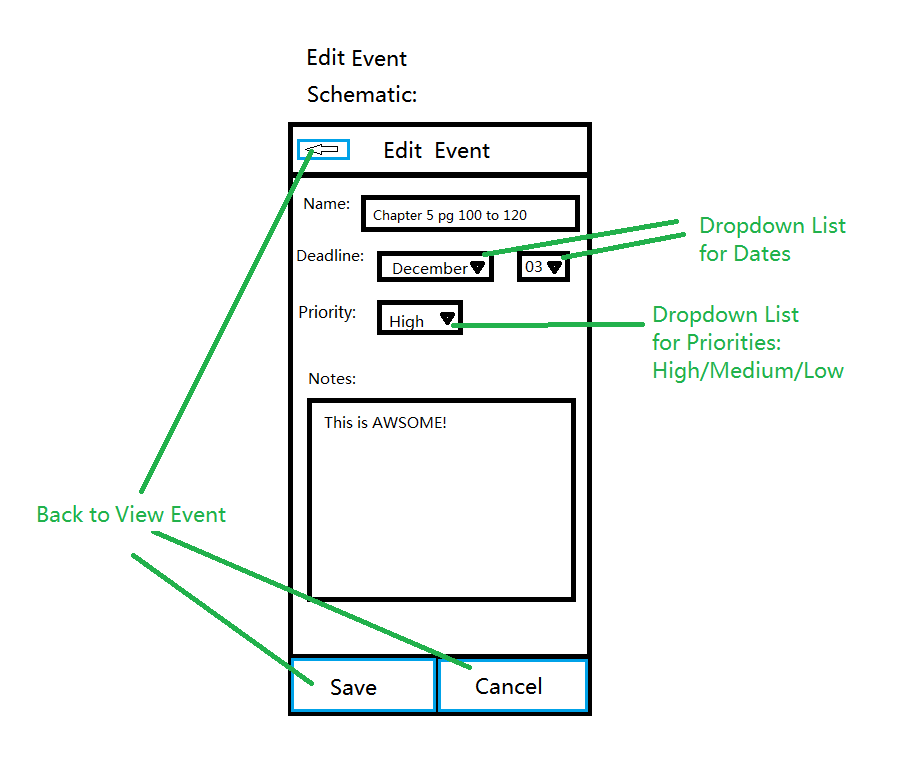 Edit Event
Schematic:
Edit Event
Name:
Chapter 5 pg 100 to 120
Deadline:
December
03
Dropdown List
for Dates
Priority:
High
Dropdown List
for Priorities:
High/Medium/Low
Notes:
This is AWSOME!
Back to View Event
Save
Cancel